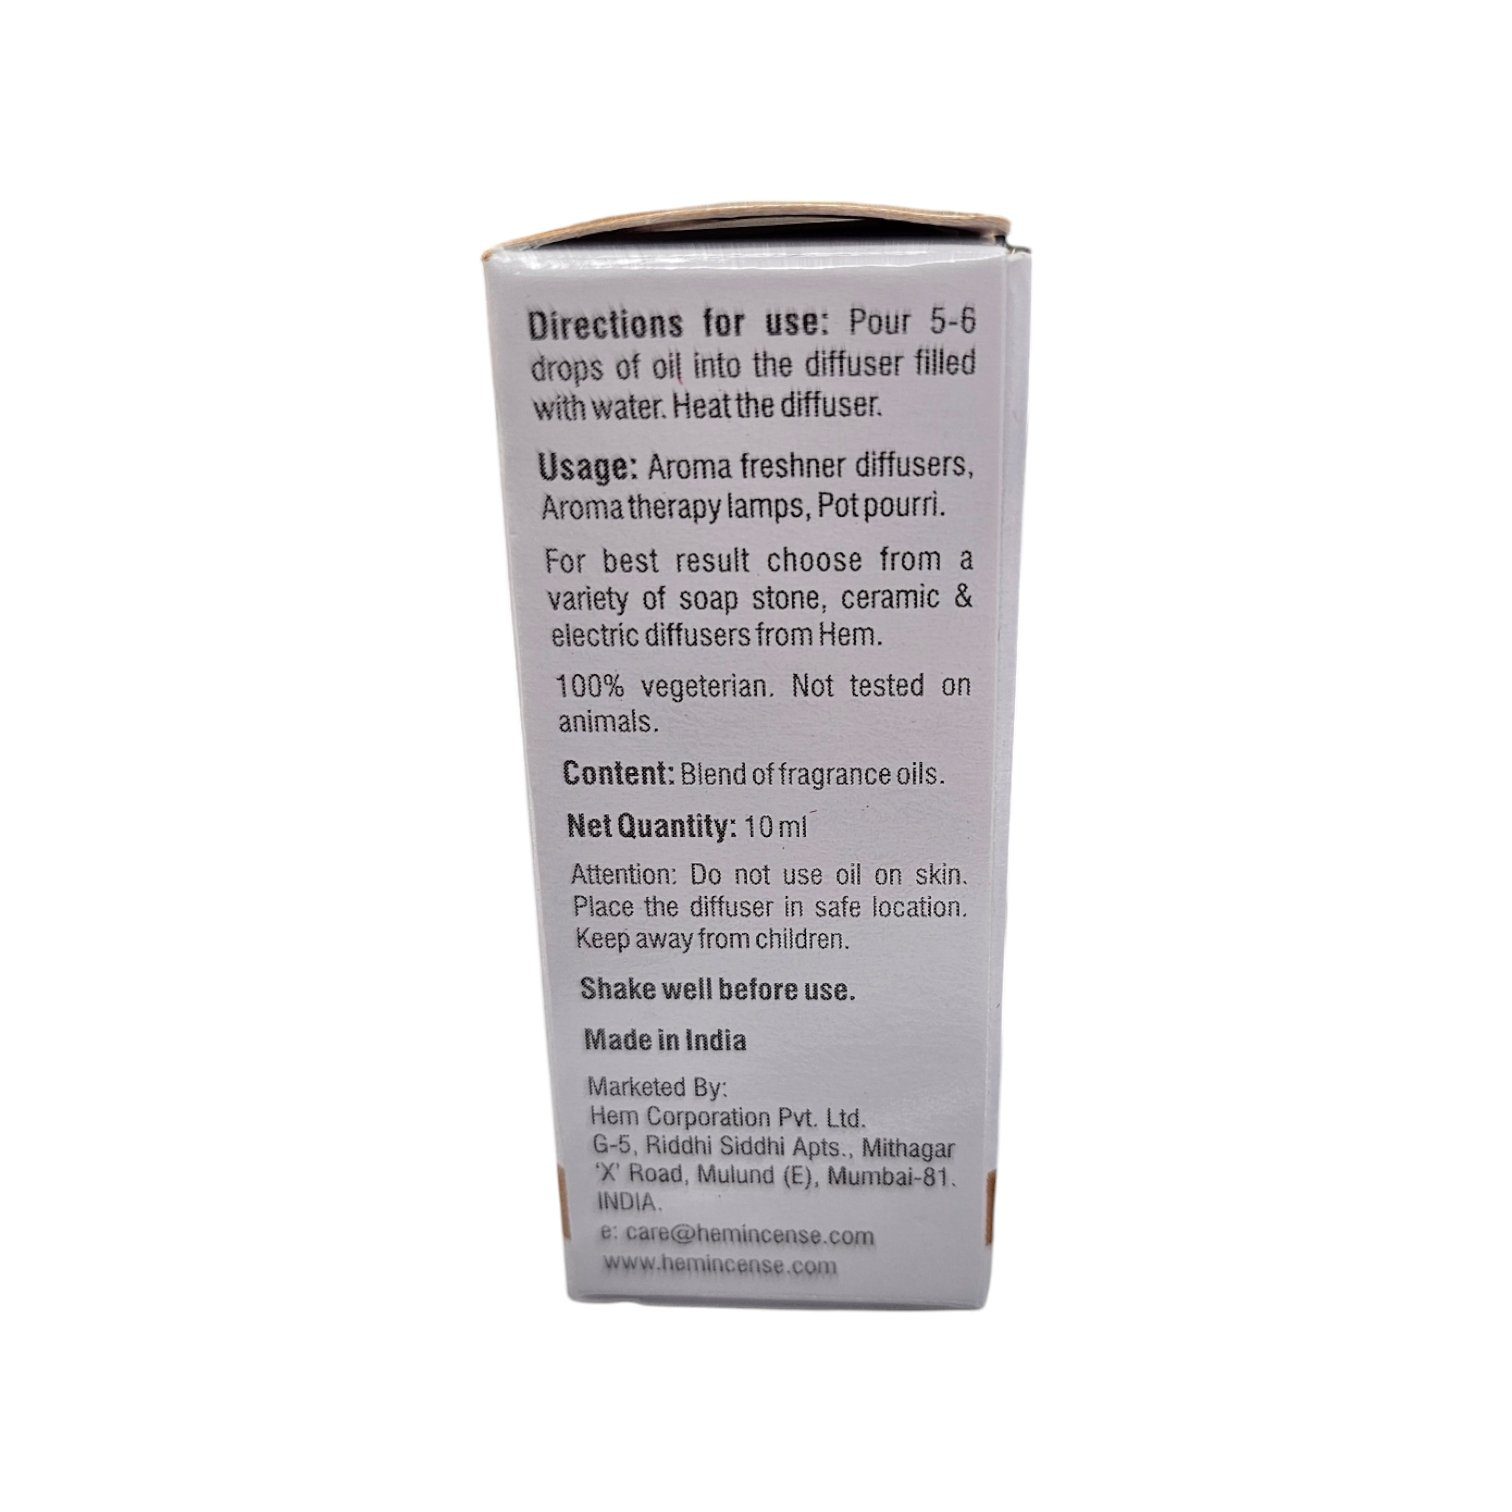 Directions for use: Pour 5-6
drops of oil into the diffuser filled
with water. Heat the diffuser.
Usage: Aroma freshner diffusers,
Aroma therapy lamps, Pot pourri.
For best result choose from a
variety of soap stone, ceramic &
electric diffusers from Hem.
100% vegeterian. Not tested on
animals.
Content: Blend of fragrance oils.
Net Quantity: 10 ml
Attention: Do not use oil on skin.
Place the diffuser in safe location.
Keep away from children.
Shake well before use.
Made in India
Marketed By:
Hem Corporation Pvt. Ltd.
G-5, Riddhi Siddhi Apts., Mithagar
‘X’ Road, Mulund (E), Mumbai-81.
INDIA.
e: care@hemincense.com
www.hemincense.com